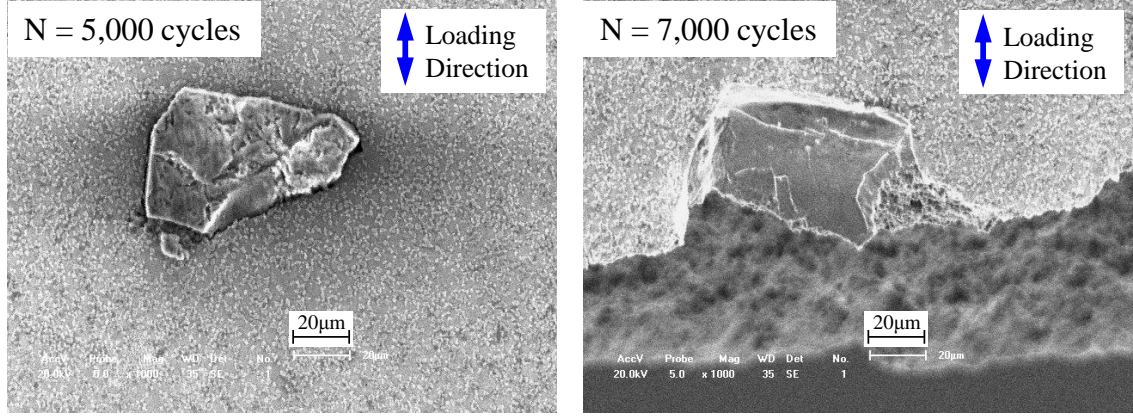 N = 5,000 cycles
Loading
Direction
20µm
20µm
AccV Probe Mag WD Det No.
20.0kV 6.0 x 1000 35 SE 1
N = 7,000 cycles
Loading
Direction
20µm
20µm
AccV Probe Mag WD Det No.
20.0kV 5.0 x 1000 35 SE 1